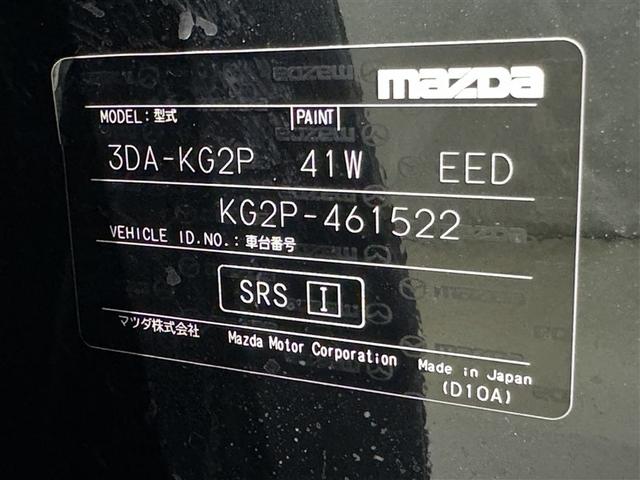 mazda
MODEL:型式 PAINT
3DA-KG2P 41W EED
KG2P-461522
VEHICLE ID.NO.:車台番号
SRS I
マツダ株式会社 Mazda Motor Corporation Made in Japan
(D10A)